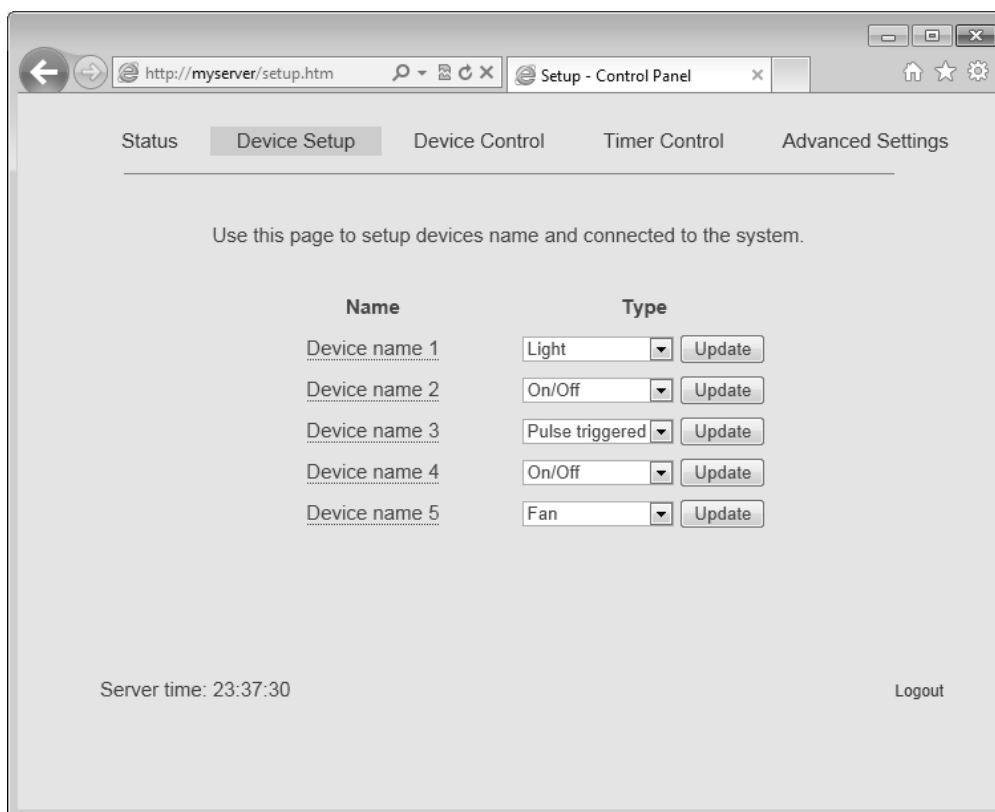 http://myserver/setup.htm
Setup - Control Panel
Status Device Setup Device Control Timer Control Advanced Settings
Use this page to setup devices name and connected to the system.
Name Type
Device name 1 Light Update
Device name 2 On/Off Update
Device name 3 Pulse triggered Update
Device name 4 On/Off Update
Device name 5 Fan Update
Server time: 23:37:30 Logout